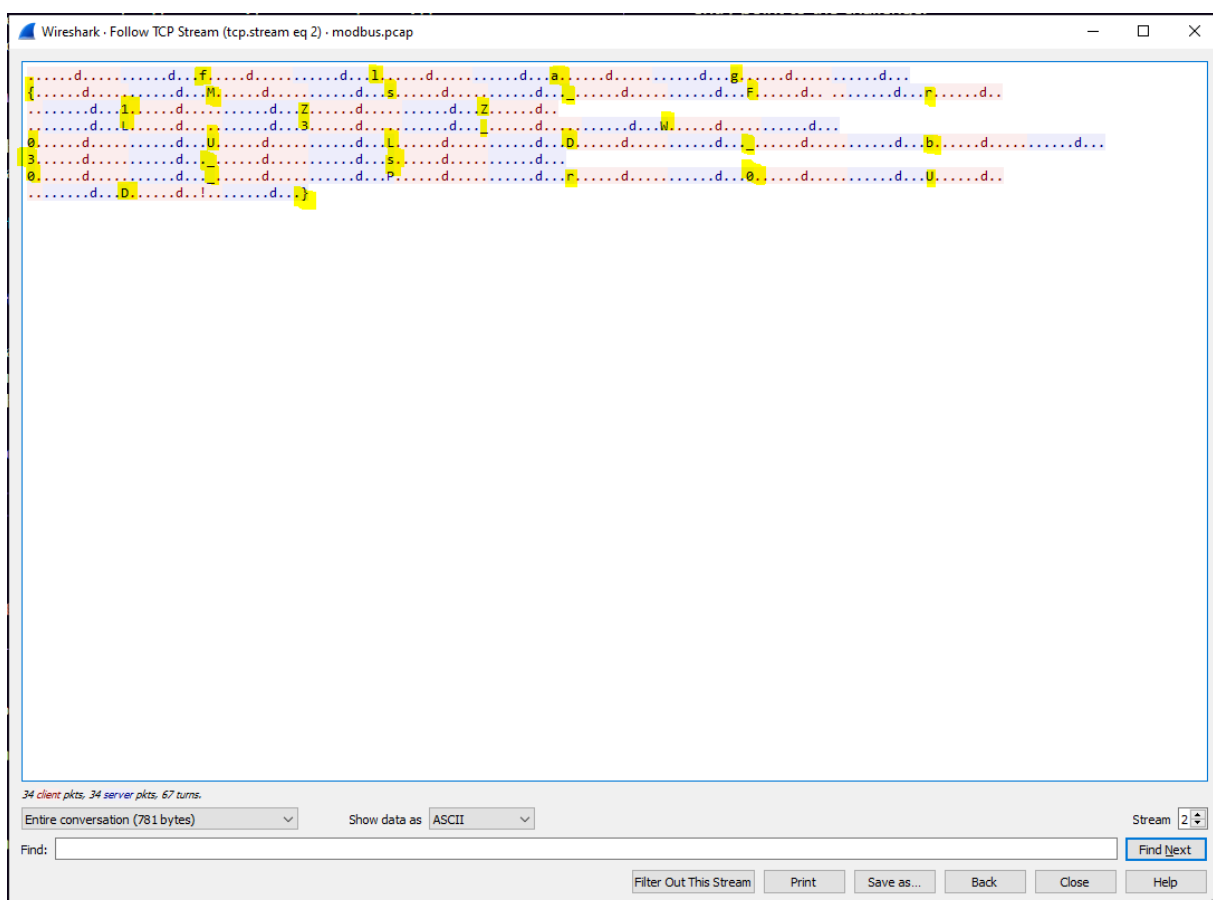 Wireshark · Follow TCP Stream (tcp.stream eq 2) · modbus.pcap
......d...........d...f.....d...........d...l......d...........d...a......d...........d...g......d...........d...
{......d...........d...M......d...........d...s......d...........d..._......d...........d...F......d.. ........d...r......d..
.........d...1......d...........d...Z......d...........d...Z......d..
.........d...L......d...........d...3......d...........d..._......d...........d...W......d...........d...
0......d...........d...U......d...........d...L......d...........d...D......d...........d..._......d...........d...b......d...........d...
3......d...........d..._......d...........d...s......d...........d...
0......d...........d..._......d...........d...P......d...........d...r......d...........d...0......d...........d...U......d..
.........d...D......d..!........d...}
34 client pkts, 34 server pkts, 67 turns.
Entire conversation (781 bytes) Show data as ASCII Stream 2
Find: Find Next
Filter Out This Stream Print Save as... Back Close Help